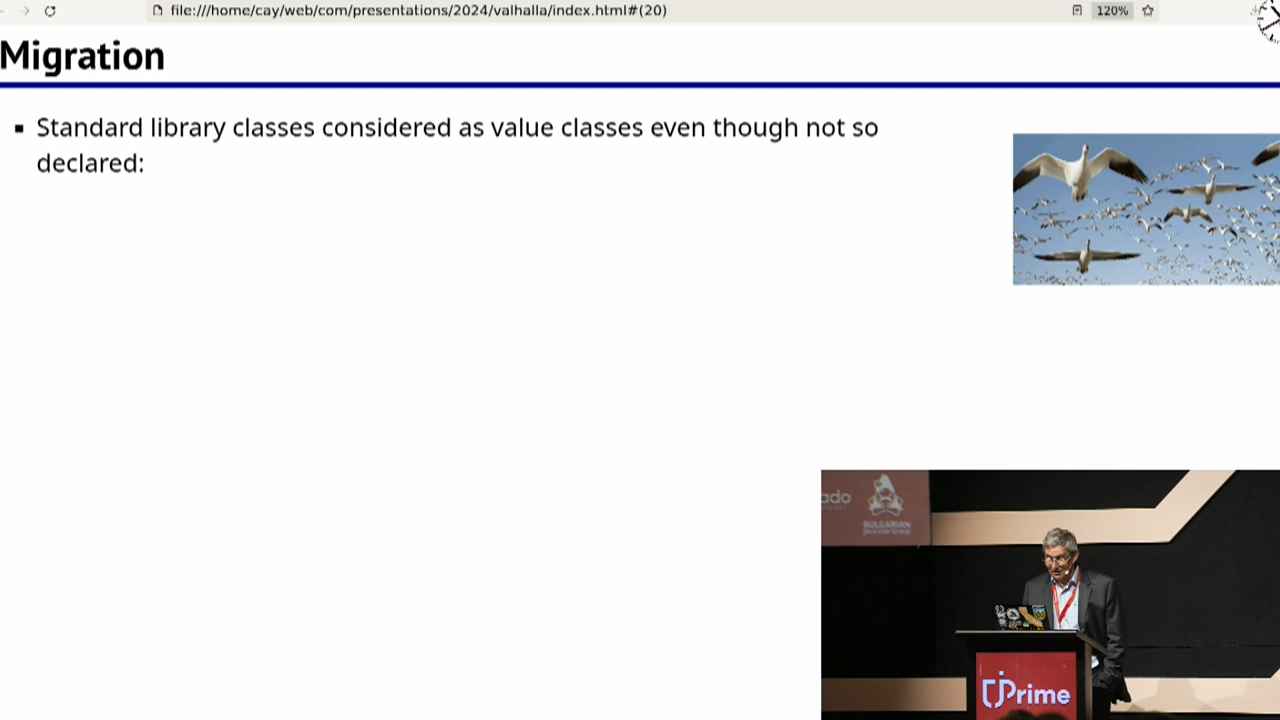 file:///home/cay/web/com/presentations/2024/valhalla/index.html#(20)
120%
Migration
Standard library classes considered as value classes even though not so
declared:
ado
BULGARIAN
Java User Group
jPrime